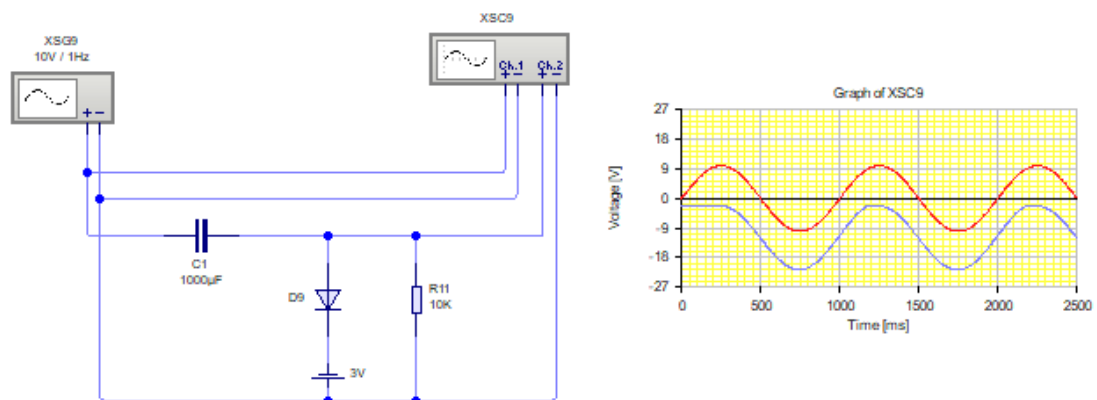 XSG9
10V / 1Hz
+ -
XSC9
Ch.1 Ch.2
+ - + -
C1
1000µF
D9
R11
10K
3V
Graph of XSC9
Voltage [V]
27
18
9
0
-9
-18
-27
0 500 1000 1500 2000 2500
Time [ms]